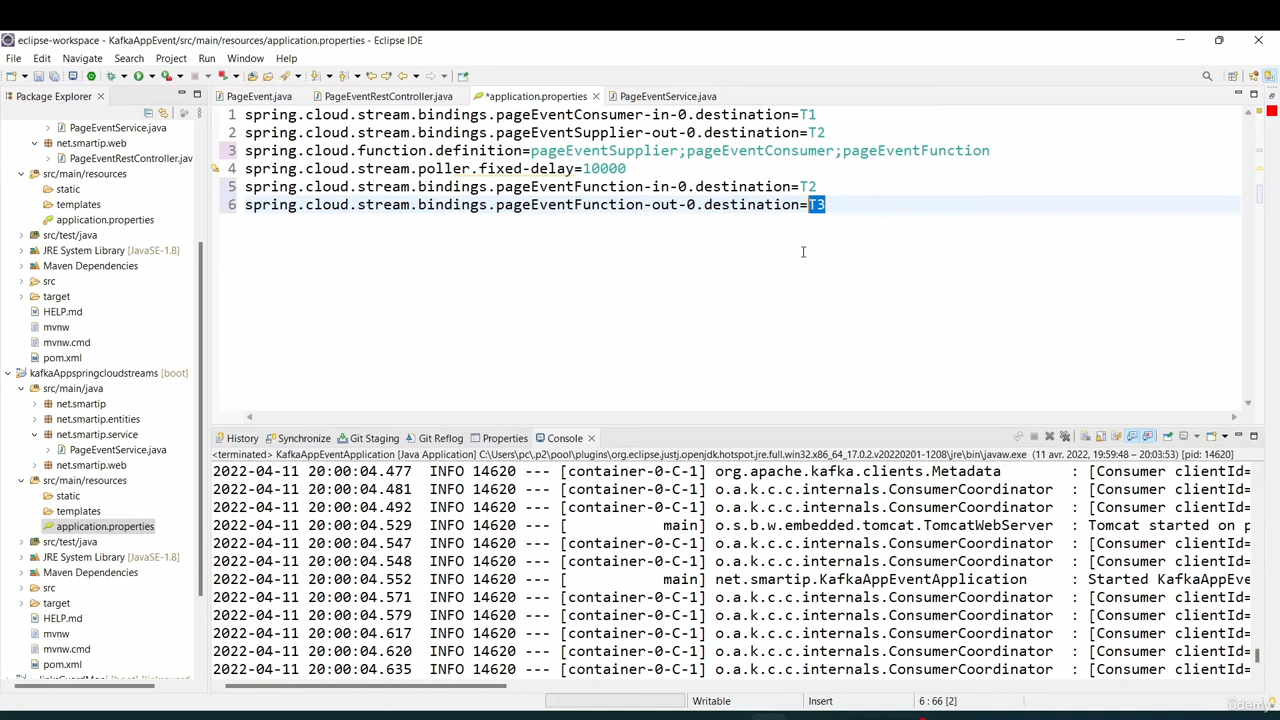 eclipse-workspace - KafkaAppEvent/src/main/resources/application.properties - Eclipse IDE
File Edit Navigate Search Project Run Window Help
Package Explorer
PageEvent.java PageEventRestController.java *application.properties PageEventService.java
PageEventService.java
net.smartip.web
PageEventRestController.jav
src/main/resources
static
templates
application.properties
src/test/java
JRE System Library [JavaSE-1.8]
Maven Dependencies
src
target
HELP.md
mvnw
mvnw.cmd
pom.xml
kafkaAppspringcloudstreams [boot]
src/main/java
net.smartip
net.smartip.entities
net.smartip.service
PageEventService.java
net.smartip.web
src/main/resources
static
templates
application.properties
src/test/java
JRE System Library [JavaSE-1.8]
Maven Dependencies
src
target
HELP.md
mvnw
mvnw.cmd
pom.xml
1 spring.cloud.stream.bindings.pageEventConsumer-in-0.destination=T1
2 spring.cloud.stream.bindings.pageEventSupplier-out-0.destination=T2
3 spring.cloud.function.definition=pageEventSupplier;pageEventConsumer;pageEventFunction
4 spring.cloud.stream.poller.fixed-delay=10000
5 spring.cloud.stream.bindings.pageEventFunction-in-0.destination=T2
6 spring.cloud.stream.bindings.pageEventFunction-out-0.destination=T3
History Synchronize Git Staging Git Reflog Properties Console
<terminated> KafkaAppEventApplication [Java Application] C:\Users\pc\.p2\pool\plugins\org.eclipse.justj.openjdk.hotspot.jre.full.win32.x86_64_17.0.2.v20220201-1208\jre\bin\javaw.exe (11 avr. 2022, 19:59:48 - 20:03:53) [pid: 14620]
2022-04-11 20:00:04.477 INFO 14620 --- [container-0-C-1] org.apache.kafka.clients.Metadata : [Consumer clientId=
2022-04-11 20:00:04.481 INFO 14620 --- [container-0-C-1] o.a.k.c.c.internals.ConsumerCoordinator : [Consumer clientId=
2022-04-11 20:00:04.492 INFO 14620 --- [container-0-C-1] o.a.k.c.c.internals.ConsumerCoordinator : [Consumer clientId=
2022-04-11 20:00:04.529 INFO 14620 --- [ main] o.s.b.w.embedded.tomcat.TomcatWebServer : Tomcat started on p
2022-04-11 20:00:04.547 INFO 14620 --- [container-0-C-1] o.a.k.c.c.internals.ConsumerCoordinator : [Consumer clientId=
2022-04-11 20:00:04.548 INFO 14620 --- [container-0-C-1] o.a.k.c.c.internals.ConsumerCoordinator : [Consumer clientId=
2022-04-11 20:00:04.552 INFO 14620 --- [ main] net.smartip.KafkaAppEventApplication : Started KafkaAppEve
2022-04-11 20:00:04.571 INFO 14620 --- [container-0-C-1] o.a.k.c.c.internals.ConsumerCoordinator : [Consumer clientId=
2022-04-11 20:00:04.579 INFO 14620 --- [container-0-C-1] o.a.k.c.c.internals.ConsumerCoordinator : [Consumer clientId=
2022-04-11 20:00:04.617 INFO 14620 --- [container-0-C-1] o.a.k.c.c.internals.ConsumerCoordinator : [Consumer clientId=
2022-04-11 20:00:04.620 INFO 14620 --- [container-0-C-1] o.a.k.c.c.internals.ConsumerCoordinator : [Consumer clientId=
2022-04-11 20:00:04.635 INFO 14620 --- [container-0-C-1] o.a.k.c.c.internals.ConsumerCoordinator : [Consumer clientId=
Writable Insert 6 : 66 [2]
Udemy